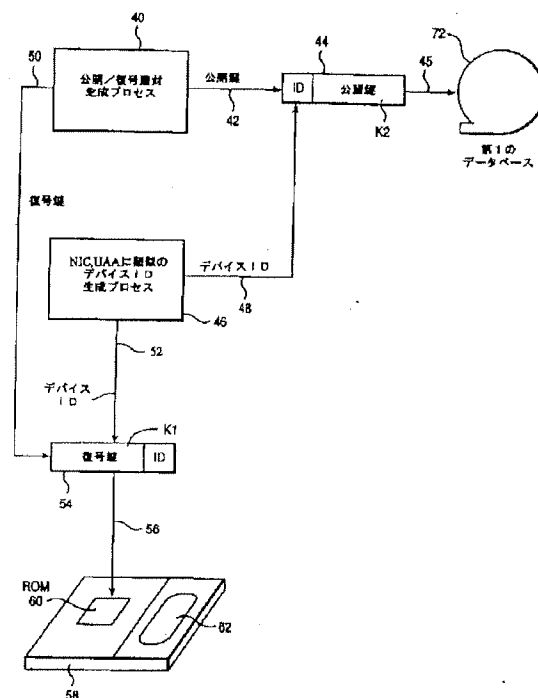 40
50
公開/復号鍵対
生成プロセス
公開鍵
42
44
ID 公開鍵
K2
45
72
第1の
データベース
復号鍵
NIC,UAAに類似の
デバイスID
生成プロセス
デバイスID
48
46
52
デバイス
ID
K1
復号鍵 ID
54
56
ROM
60
62
58